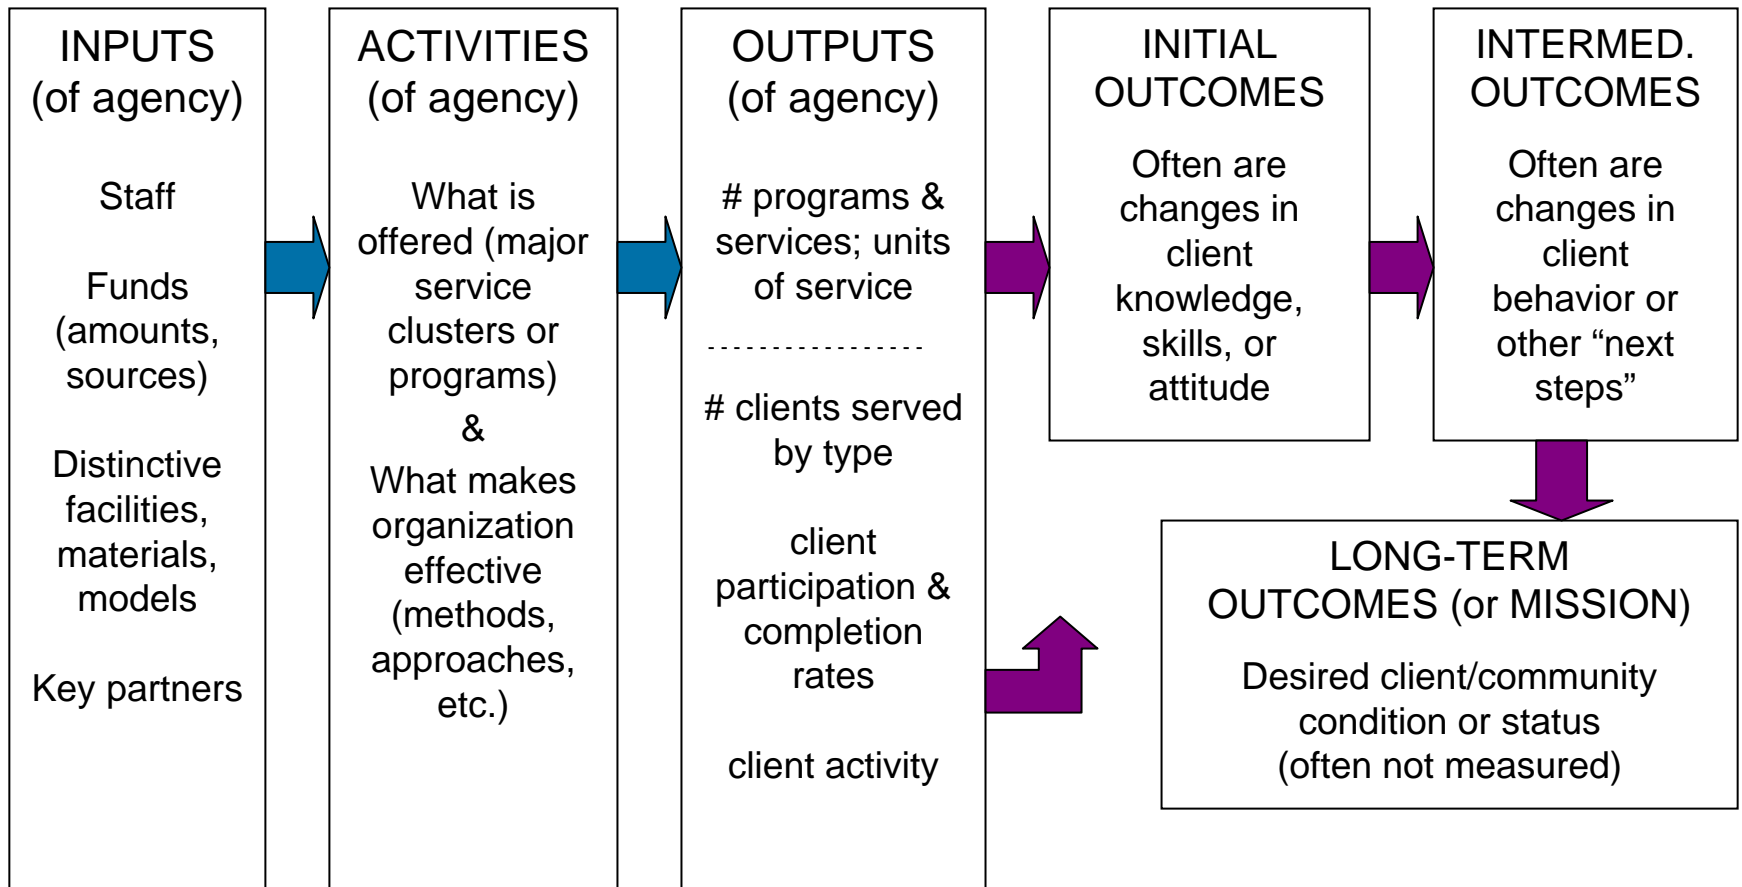 INPUTS
(of agency)
Staff
Funds
(amounts,
sources)
Distinctive
facilities,
materials,
models
Key partners
ACTIVITIES
(of agency)
What is
offered (major
service
clusters or
programs)
&
What makes
organization
effective
(methods,
approaches,
etc.)
OUTPUTS
(of agency)
# programs &
services; units
of service
-----------------
# clients served
by type
client
participation &
completion
rates
client activity
INITIAL
OUTCOMES
Often are
changes in
client
knowledge,
skills, or
attitude
INTERMED.
OUTCOMES
Often are
changes in
client
behavior or
other “next
steps”
LONG-TERM
OUTCOMES (or MISSION)
Desired client/community
condition or status
(often not measured)